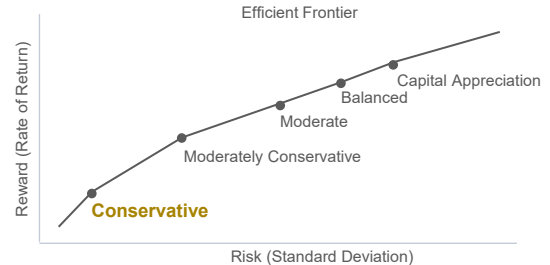 Efficient Frontier
Reward (Rate of Return)
Capital Appreciation
Balanced
Moderate
Moderately Conservative
Conservative
Risk (Standard Deviation)